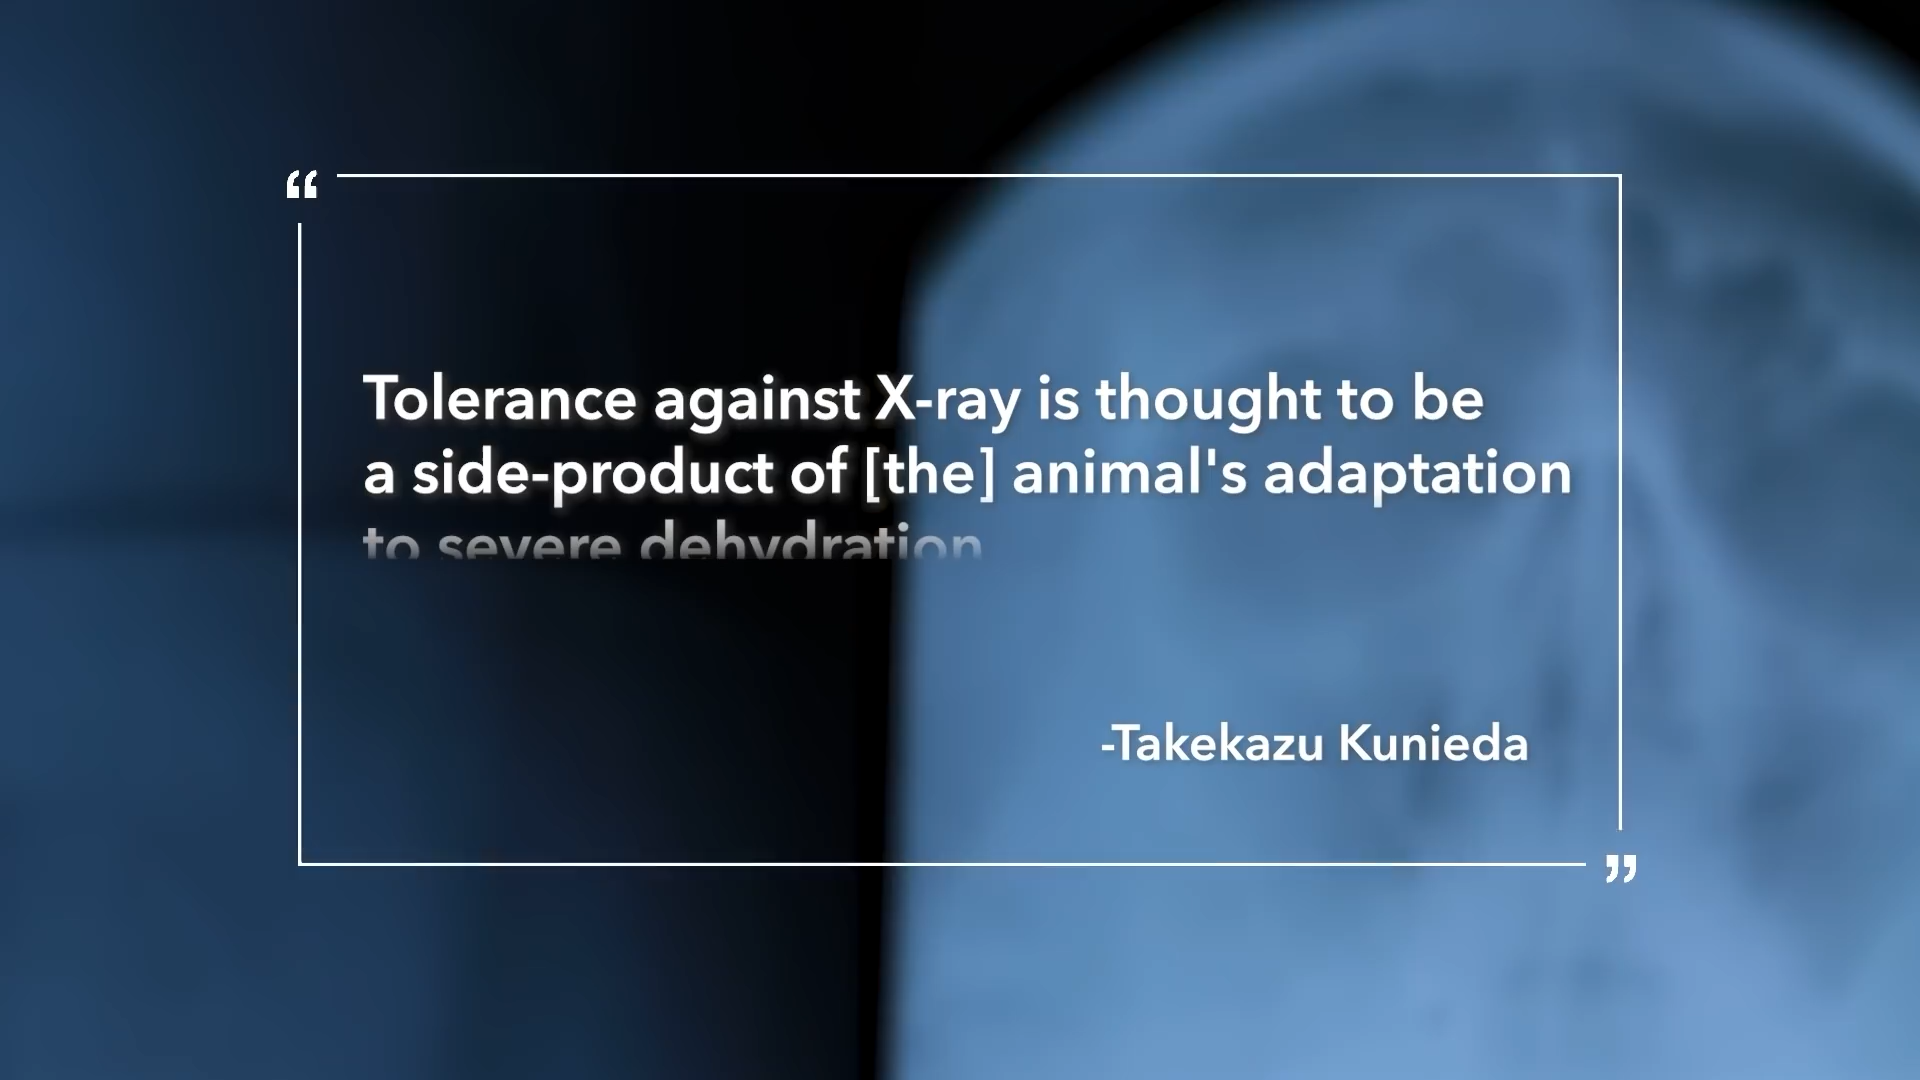 “
Tolerance against X-ray is thought to be
a side-product of [the] animal's adaptation
to severe dehydration
-Takekazu Kunieda
”